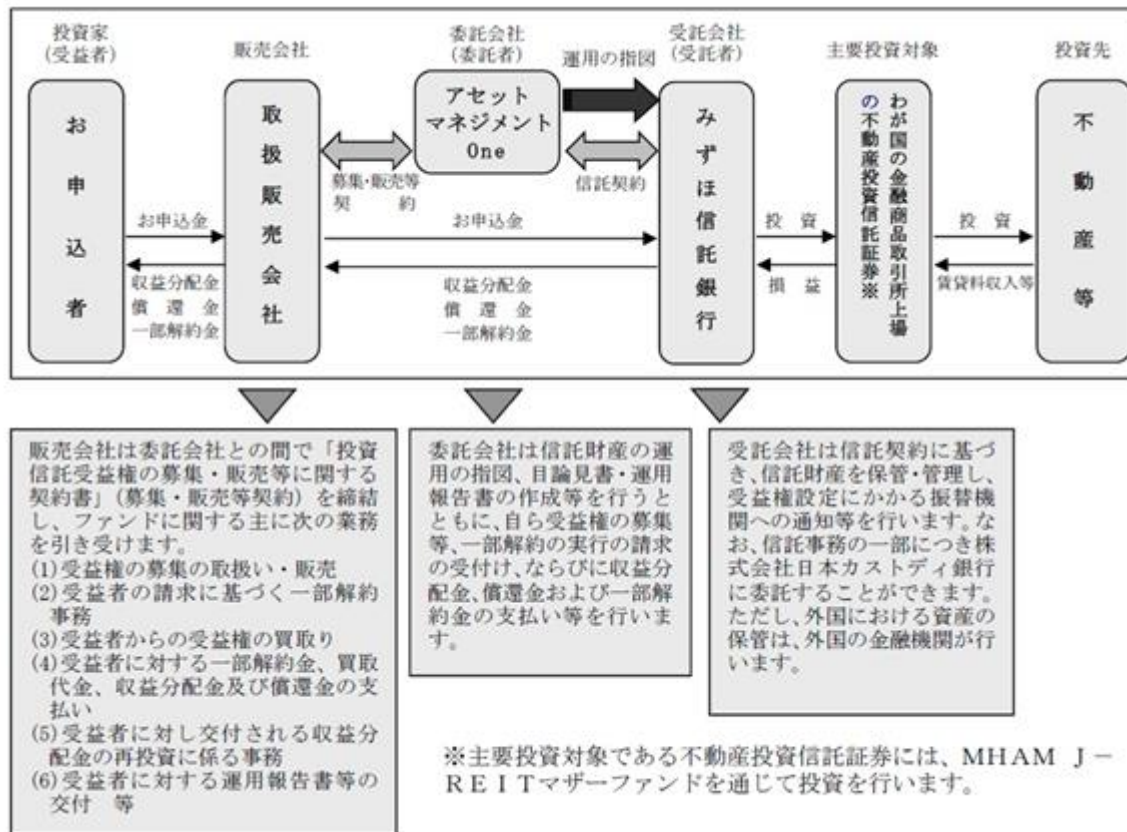 投資家
(受益者)
販売会社
委託会社
(委託者)
運用の指図
受託会社
(受託者)
主要投資対象
投資先
お申込者
取扱販売会社
アセット
マネジメント
One
みずほ信託銀行
わが国の金融商品取引所上場
の不動産投資信託証券※
不動産等
募集・販売等
契約
信託契約
お申込金
収益分配金
償還金
一部解約金
お申込金
収益分配金
償還金
一部解約金
投資
損益
投資
賃貸料収入等
販売会社は委託会社との間で「投資
信託受益権の募集・販売等に関する
契約書」(募集・販売等契約)を締結
し、ファンドに関する主に次の業務
を引き受けます。
(1)受益権の募集の取扱い・販売
(2)受益者の請求に基づく一部解約
事務
(3)受益者からの受益権の買取り
(4)受益者に対する一部解約金、買取
代金、収益分配金及び償還金の支
払い
(5)受益者に対し交付される収益分
配金の再投資に係る事務
(6)受益者に対する運用報告書等の
交付 等
委託会社は信託財産の運
用の指図、目論見書・運用
報告書の作成等を行うと
ともに、自ら受益権の募集
等、一部解約の実行の請求
の受付け、ならびに収益分
配金、償還金および一部解
約金の支払い等を行いま
す。
受託会社は信託契約に基づ
き、信託財産を保管・管理し、
受益権設定にかかる振替機
関への通知等を行います。な
お、信託事務の一部につき株
式会社日本カストディ銀行
に委託することができます。
ただし、外国における資産の
保管は、外国の金融機関が行
います。
※主要投資対象である不動産投資信託証券には、MHAM J-
REITマザーファンドを通じて投資を行います。